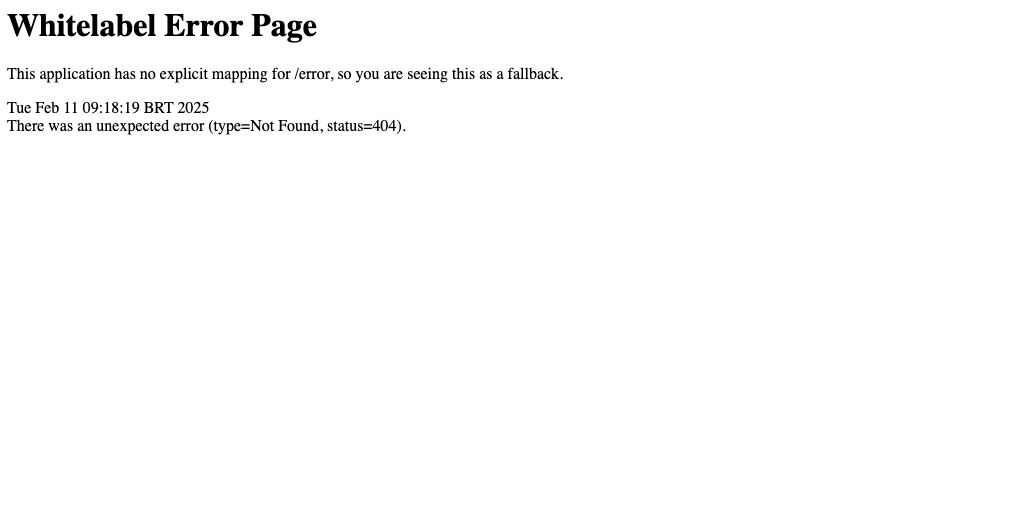 Whitelabel Error Page
This application has no explicit mapping for /error, so you are seeing this as a fallback.
Tue Feb 11 09:18:19 BRT 2025
There was an unexpected error (type=Not Found, status=404).